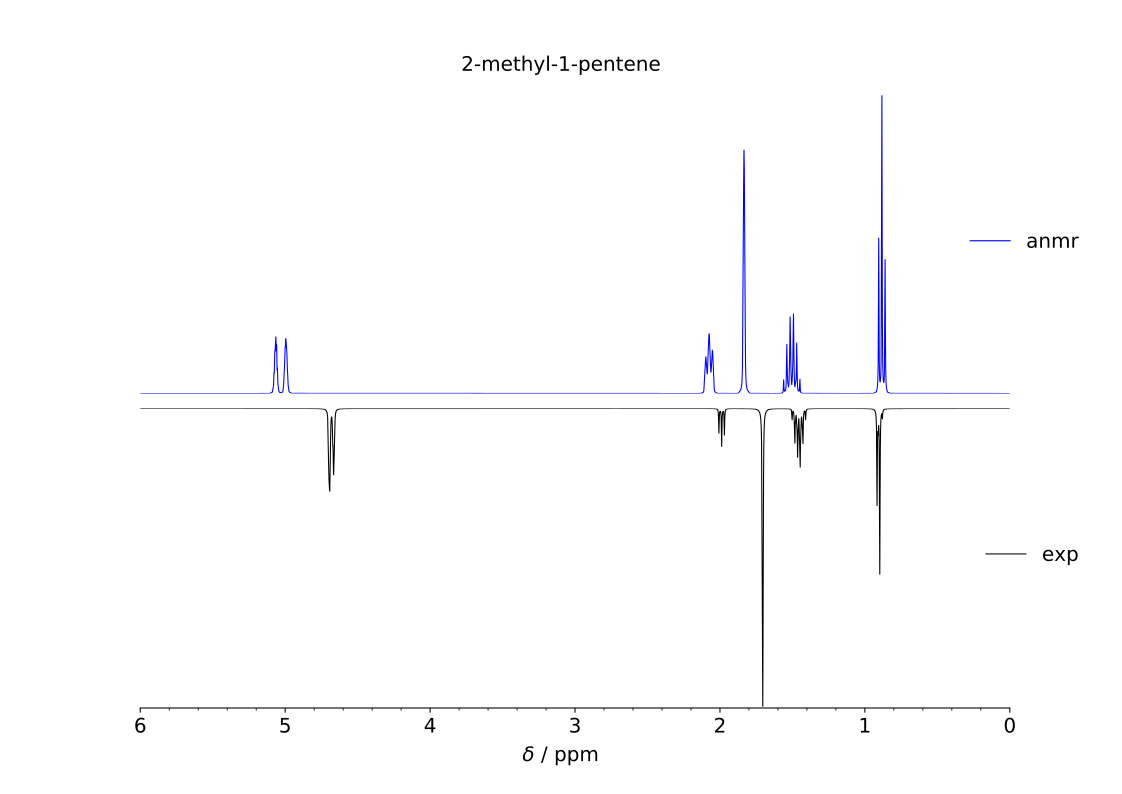 2-methyl-1-pentene
anmr
exp
6 5 4 3 2 1 0
δ / ppm